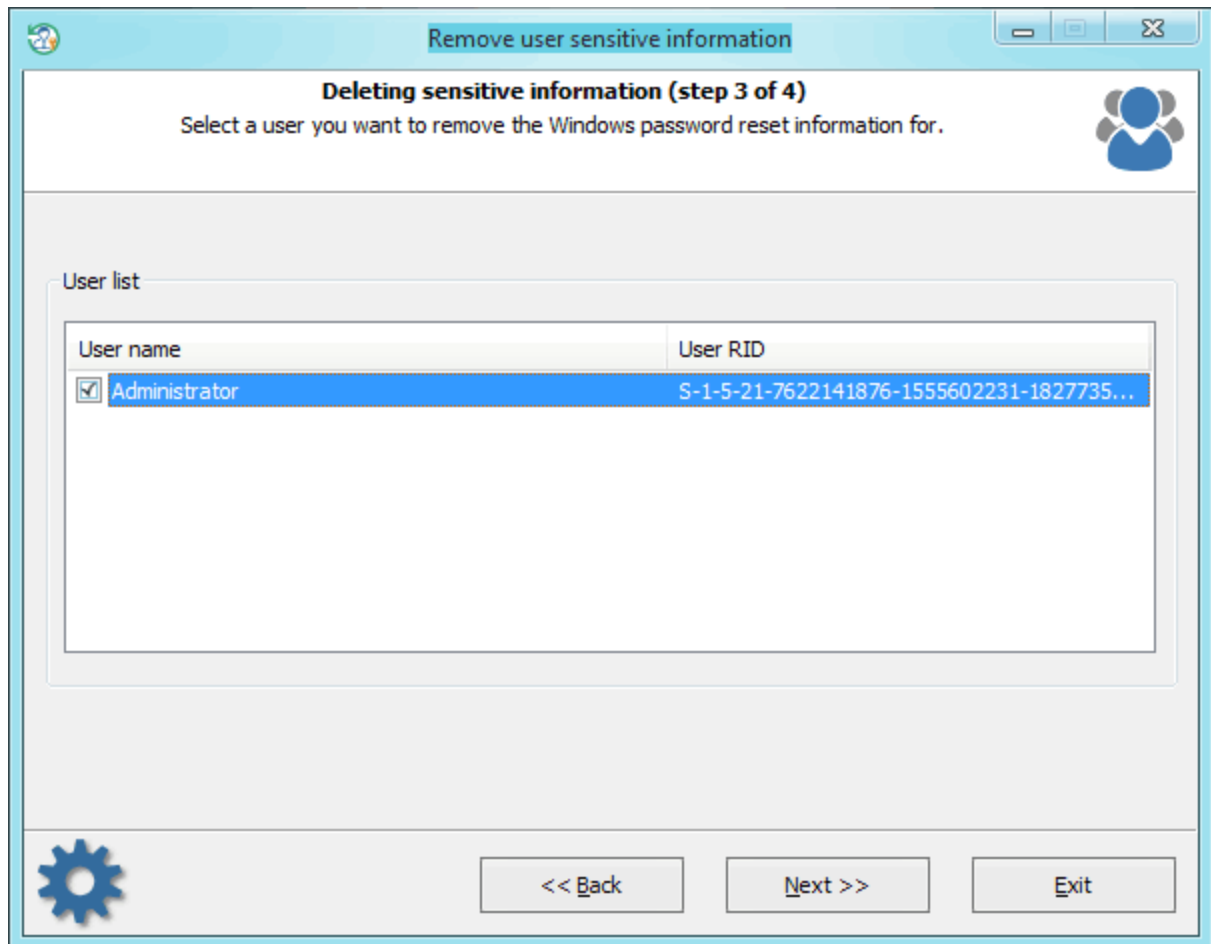 Remove user sensitive information
Deleting sensitive information (step 3 of 4)
Select a user you want to remove the Windows password reset information for.
User list
User name User RID
Administrator S-1-5-21-7622141876-1555602231-1827735...
<< Back Next >> Exit